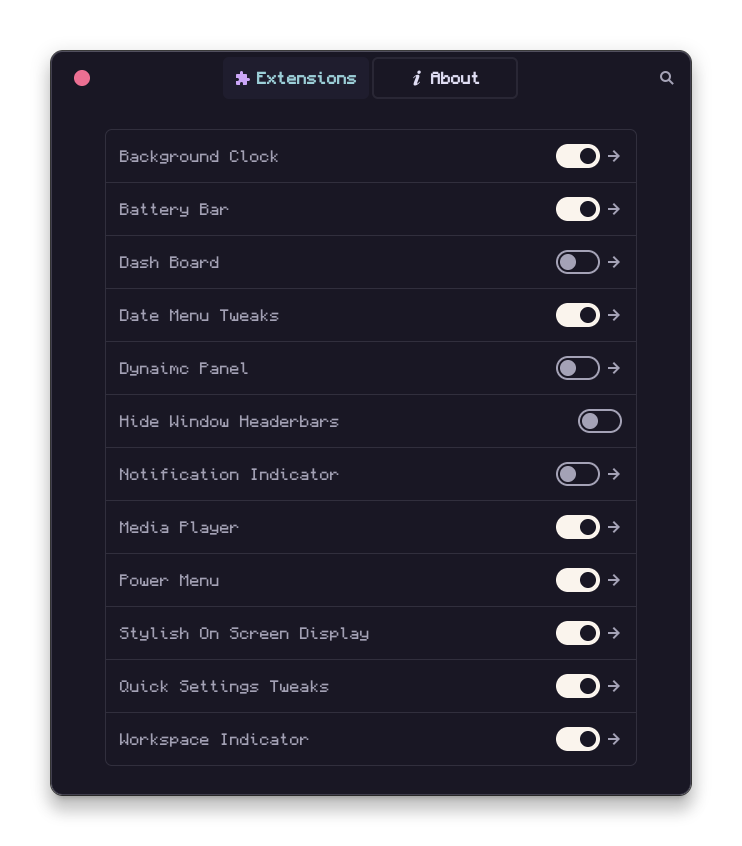 Extensions
About
Background Clock
Battery Bar
Dash Board
Date Menu Tweaks
Dynaimc Panel
Hide Window Headerbars
Notification Indicator
Media Player
Power Menu
Stylish On Screen Display
Quick Settings Tweaks
Workspace Indicator